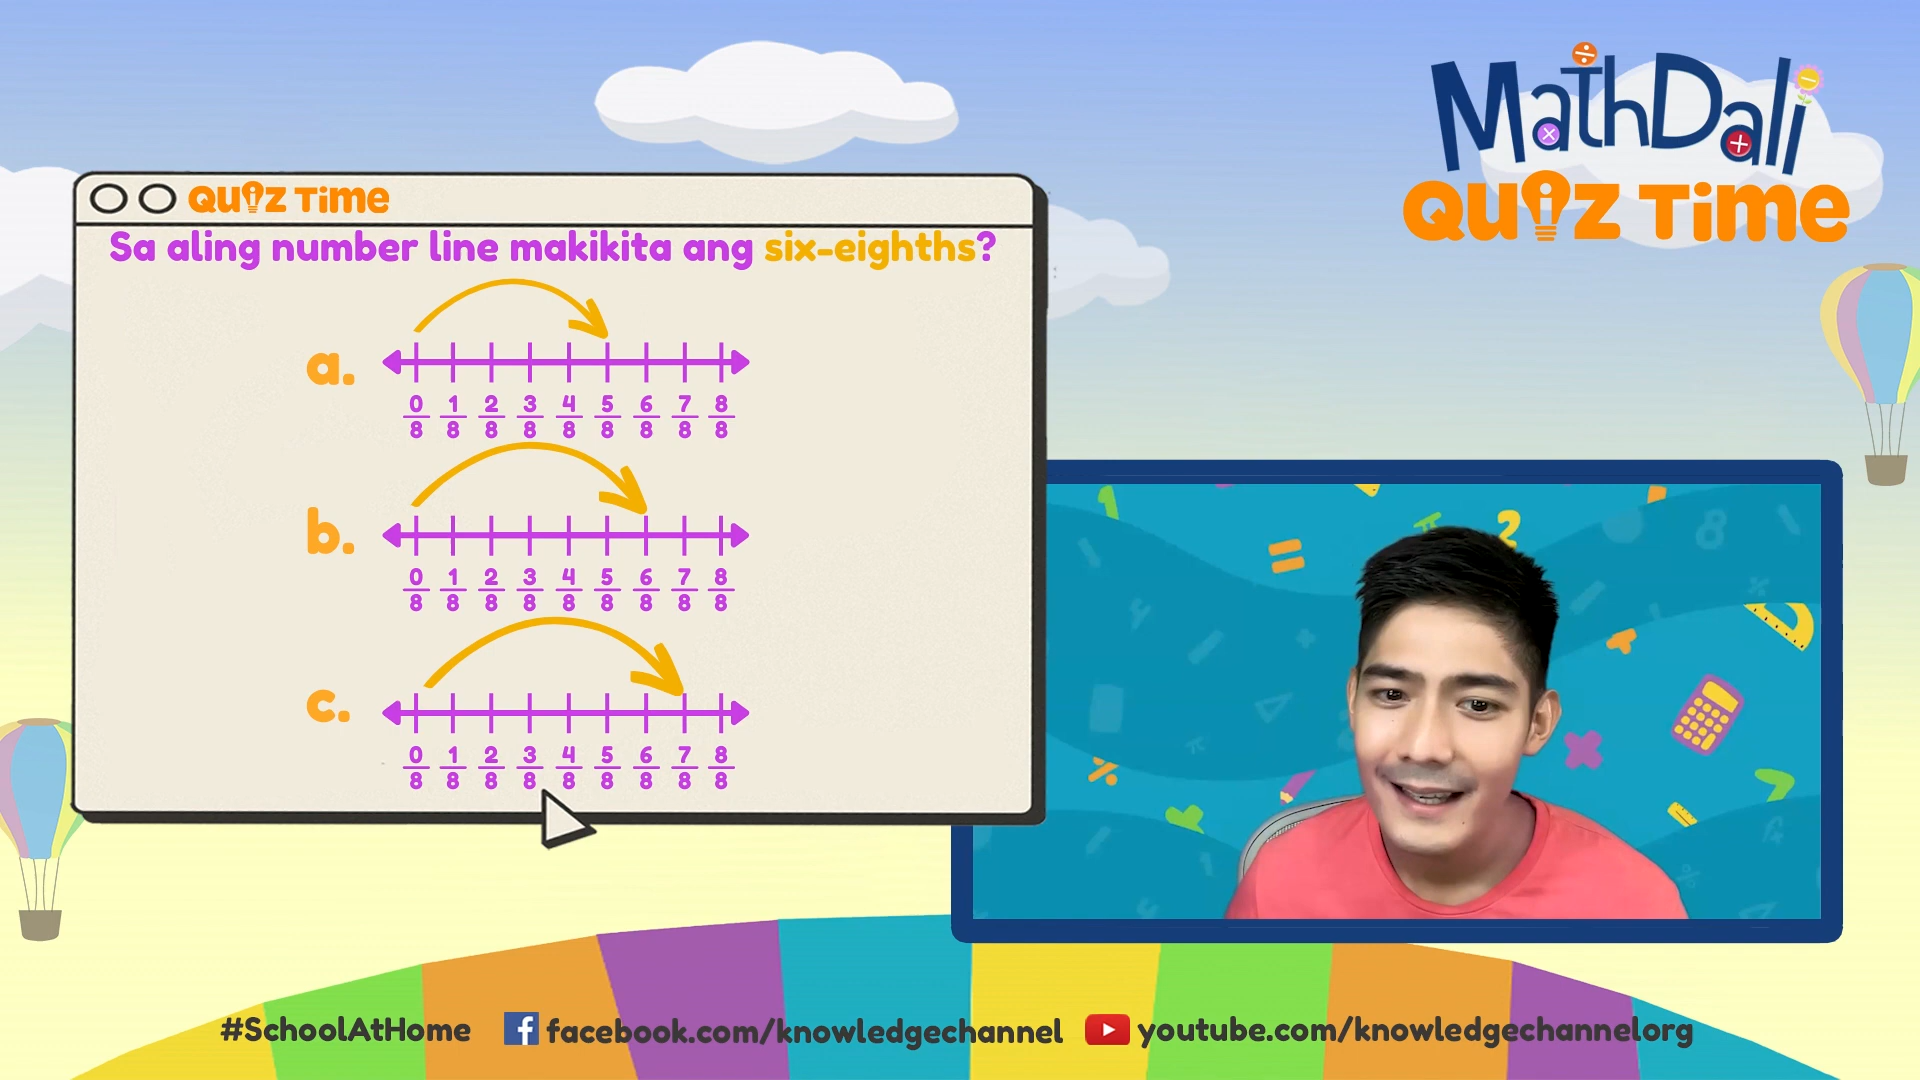 MathDali
QUIZ Time
QUIZ Time
Sa aling number line makikita ang six-eighths?
a.
0 1 2 3 4 5 6 7 8
8 8 8 8 8 8 8 8 8
b.
0 1 2 3 4 5 6 7 8
8 8 8 8 8 8 8 8 8
c.
0 1 2 3 4 5 6 7 8
8 8 8 8 8 8 8 8 8
#SchoolAtHome facebook.com/knowledgechannel youtube.com/knowledgechannelorg